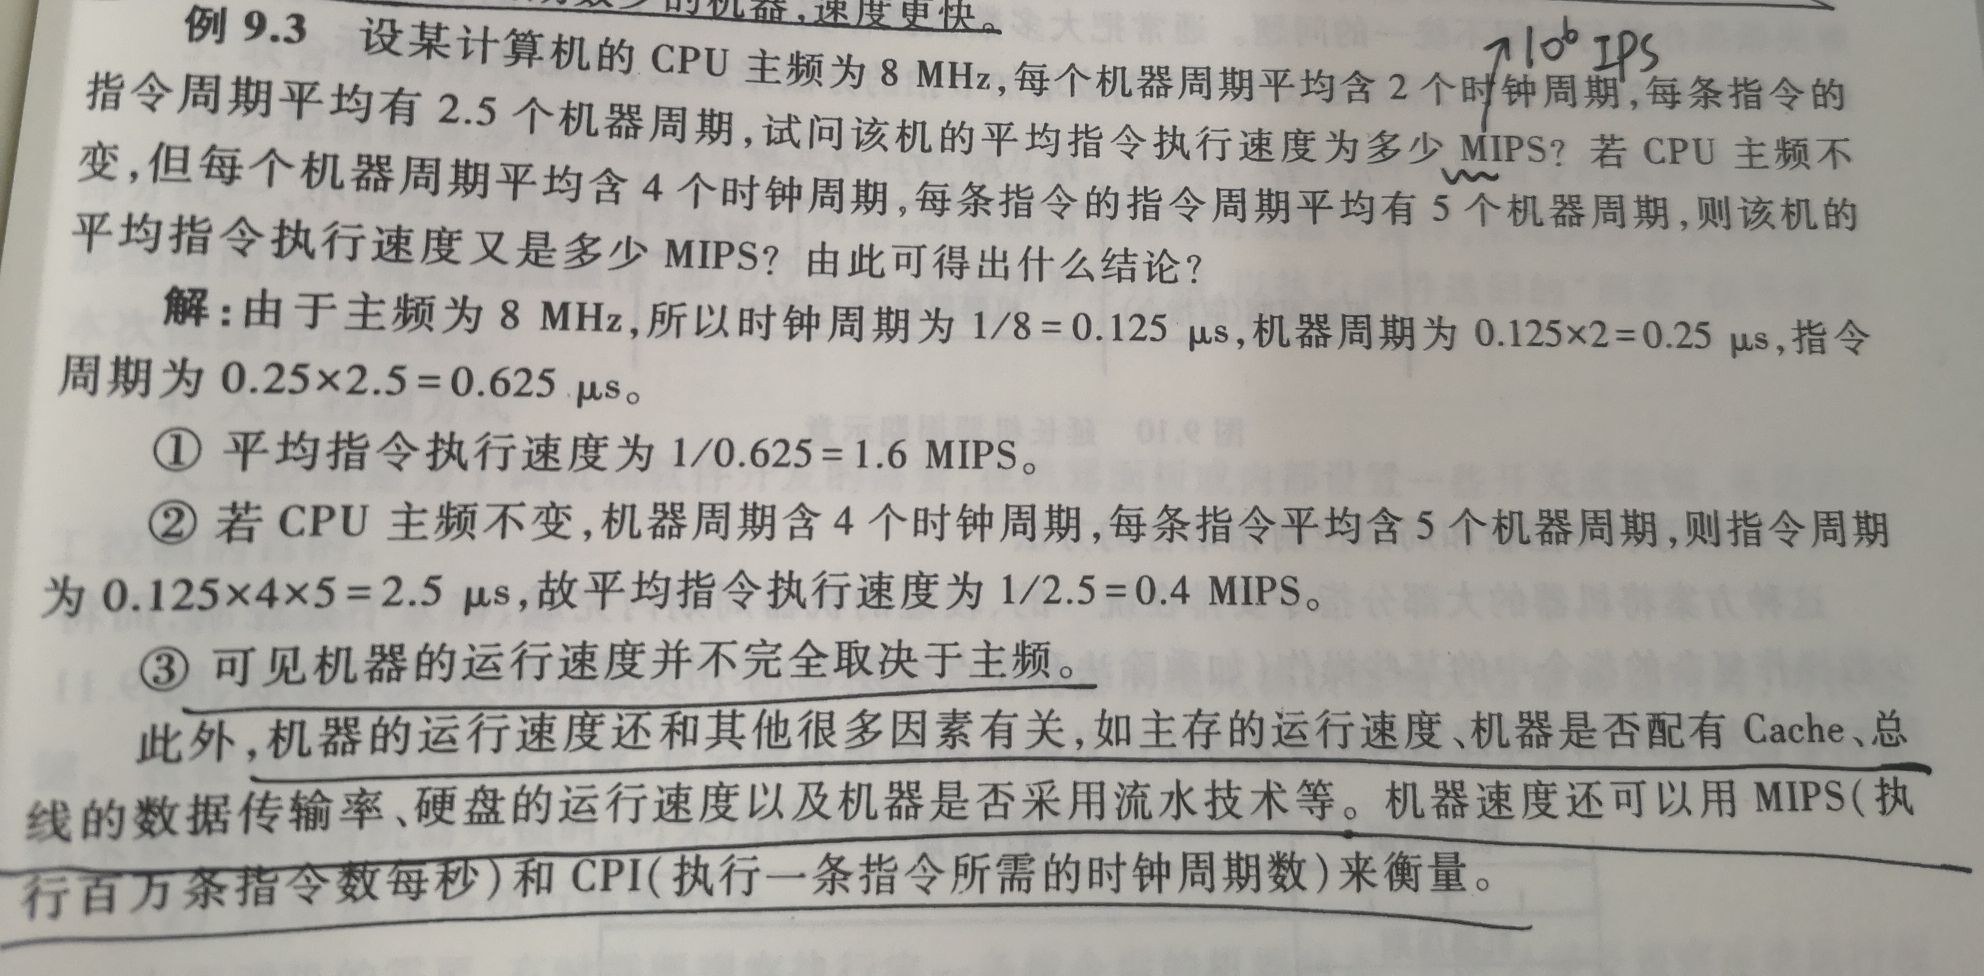 的机器,速度更快。
例 9.3 设某计算机的 CPU 主频为 8 MHz,每个机器周期平均含 2 个时钟周期,每条指令的
10⁶ IPS
指令周期平均有 2.5 个机器周期,试问该机的平均指令执行速度为多少 MIPS? 若 CPU 主频不
变,但每个机器周期平均含 4 个时钟周期,每条指令的指令周期平均有 5 个机器周期,则该机的
平均指令执行速度又是多少 MIPS? 由此可得出什么结论?
解:由于主频为 8 MHz,所以时钟周期为 1/8=0.125 μs,机器周期为 0.125×2=0.25 μs,指令
周期为 0.25×2.5=0.625 μs。
① 平均指令执行速度为 1/0.625=1.6 MIPS。
② 若 CPU 主频不变,机器周期含 4 个时钟周期,每条指令平均含 5 个机器周期,则指令周期
为 0.125×4×5=2.5 μs,故平均指令执行速度为 1/2.5=0.4 MIPS。
③ 可见机器的运行速度并不完全取决于主频。
此外,机器的运行速度还和其他很多因素有关,如主存的运行速度、机器是否配有 Cache、总
线的数据传输率、硬盘的运行速度以及机器是否采用流水技术等。机器速度还可以用 MIPS(执
行百万条指令数每秒)和 CPI(执行一条指令所需的时钟周期数)来衡量。